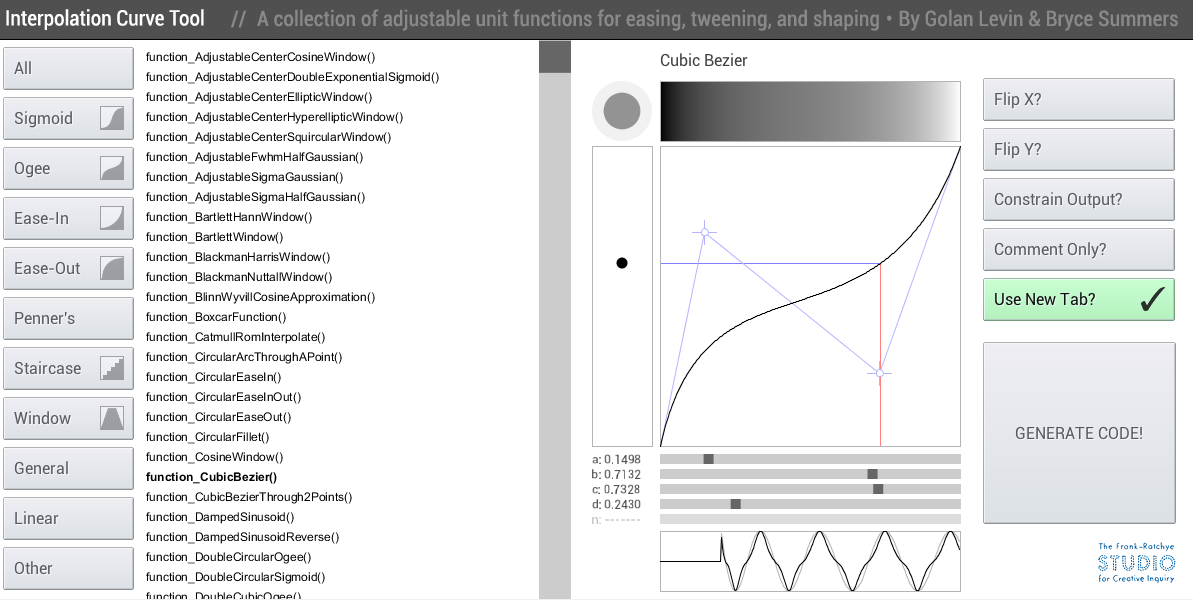 Interpolation Curve Tool // A collection of adjustable unit functions for easing, tweening, and shaping • By Golan Levin & Bryce Summers
All
Sigmoid
Ogee
Ease-In
Ease-Out
Penner's
Staircase
Window
General
Linear
Other
function_AdjustableCenterCosineWindow()
function_AdjustableCenterDoubleExponentialSigmoid()
function_AdjustableCenterEllipticWindow()
function_AdjustableCenterHyperellipticWindow()
function_AdjustableCenterSquircularWindow()
function_AdjustableFwhmHalfGaussian()
function_AdjustableSigmaGaussian()
function_AdjustableSigmaHalfGaussian()
function_BartlettHannWindow()
function_BartlettWindow()
function_BlackmanHarrisWindow()
function_BlackmanNuttallWindow()
function_BlinnWyvillCosineApproximation()
function_BoxcarFunction()
function_CatmullRomInterpolate()
function_CircularArcThroughAPoint()
function_CircularEaseIn()
function_CircularEaseInOut()
function_CircularEaseOut()
function_CircularFillet()
function_CosineWindow()
function_CubicBezier()
function_CubicBezierThrough2Points()
function_DampedSinusoid()
function_DampedSinusoidReverse()
function_DoubleCircularOgee()
function_DoubleCircularSigmoid()
function_DoubleCubicOgee()
Cubic Bezier
a: 0.1498
b: 0.7132
c: 0.7328
d: 0.2430
n: -------
Flip X?
Flip Y?
Constrain Output?
Comment Only?
Use New Tab?
GENERATE CODE!
The Frank-Ratchye
STUDIO
for Creative Inquiry